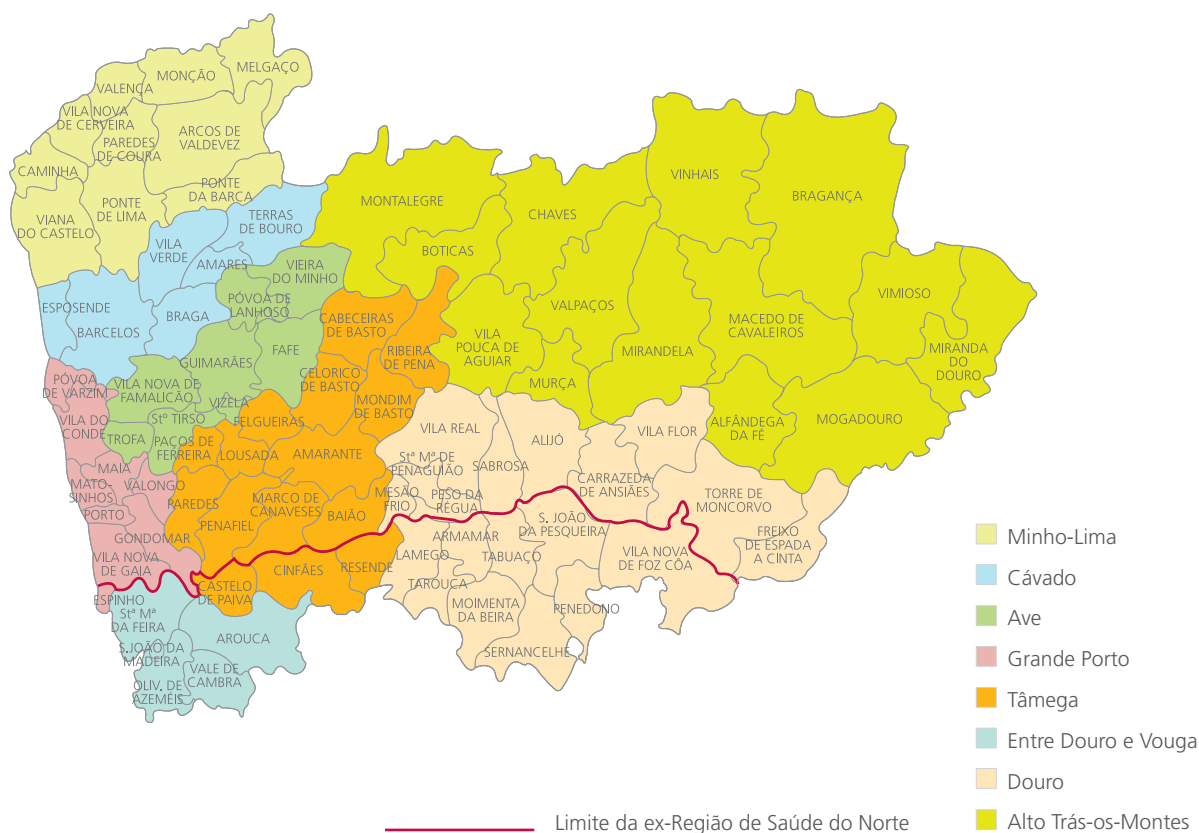 MELGAÇO
MONÇÃO
VALENÇA
VILA NOVA
DE CERVEIRA
ARCOS DE
VALDEVEZ
PAREDES
DE COURA
CAMINHA
PONTE
DA BARCA
PONTE
DE LIMA
VIANA
DO CASTELO
TERRAS
DE BOURO
VILA
VERDE
AMARES
ESPOSENDE
BARCELOS
BRAGA
VIEIRA
DO MINHO
PÓVOA DE
LANHOSO
GUIMARÃES
FAFE
VILA NOVA DE
FAMALICÃO
VIZELA
Stº TIRSO
TROFA
PÓVOA
DE VARZIM
VILA DO
CONDE
MAIA
MATO-
SINHOS
VALONGO
PORTO
GONDOMAR
VILA NOVA
DE GAIA
ESPINHO
CABECEIRAS
DE BASTO
RIBEIRA
DE PENA
CELORICO
DE BASTO
MONDIM
DE BASTO
FELGUEIRAS
PAÇOS DE
FERREIRA
LOUSADA
AMARANTE
PAREDES
PENAFIEL
MARCO DE
CANAVESES
BAIÃO
CASTELO
DE PAIVA
CINFÃES
RESENDE
Stª Mª
DA FEIRA
AROUCA
S.JOÃO DA
MADEIRA
VALE DE
CAMBRA
OLIV. DE
AZEMÉIS
MONTALEGRE
BOTICAS
CHAVES
VINHAIS
BRAGANÇA
VALPAÇOS
VILA
POUCA DE
AGUIAR
MURÇA
MIRANDELA
MACEDO DE
CAVALEIROS
VIMIOSO
MIRANDA
DO
DOURO
MOGADOURO
ALFÂNDEGA
DA FÉ
VILA REAL
ALIJÓ
VILA FLOR
Stª Mª DE
PENAGUIÃO
SABROSA
CARRAZEDA
DE ANSIÃES
MESÃO
FRIO
PESO DA
RÉGUA
TORRE DE
MONCORVO
FREIXO
DE ESPADA
A CINTA
S. JOÃO
DA PESQUEIRA
ARMAMAR
LAMEGO
TABUAÇO
VILA NOVA
DE FOZ CÔA
TAROUCA
MOIMENTA
DA BEIRA
PENEDONO
SERNANCELHE
Minho-Lima
Cávado
Ave
Grande Porto
Tâmega
Entre Douro e Vouga
Douro
Alto Trás-os-Montes
Limite da ex-Região de Saúde do Norte